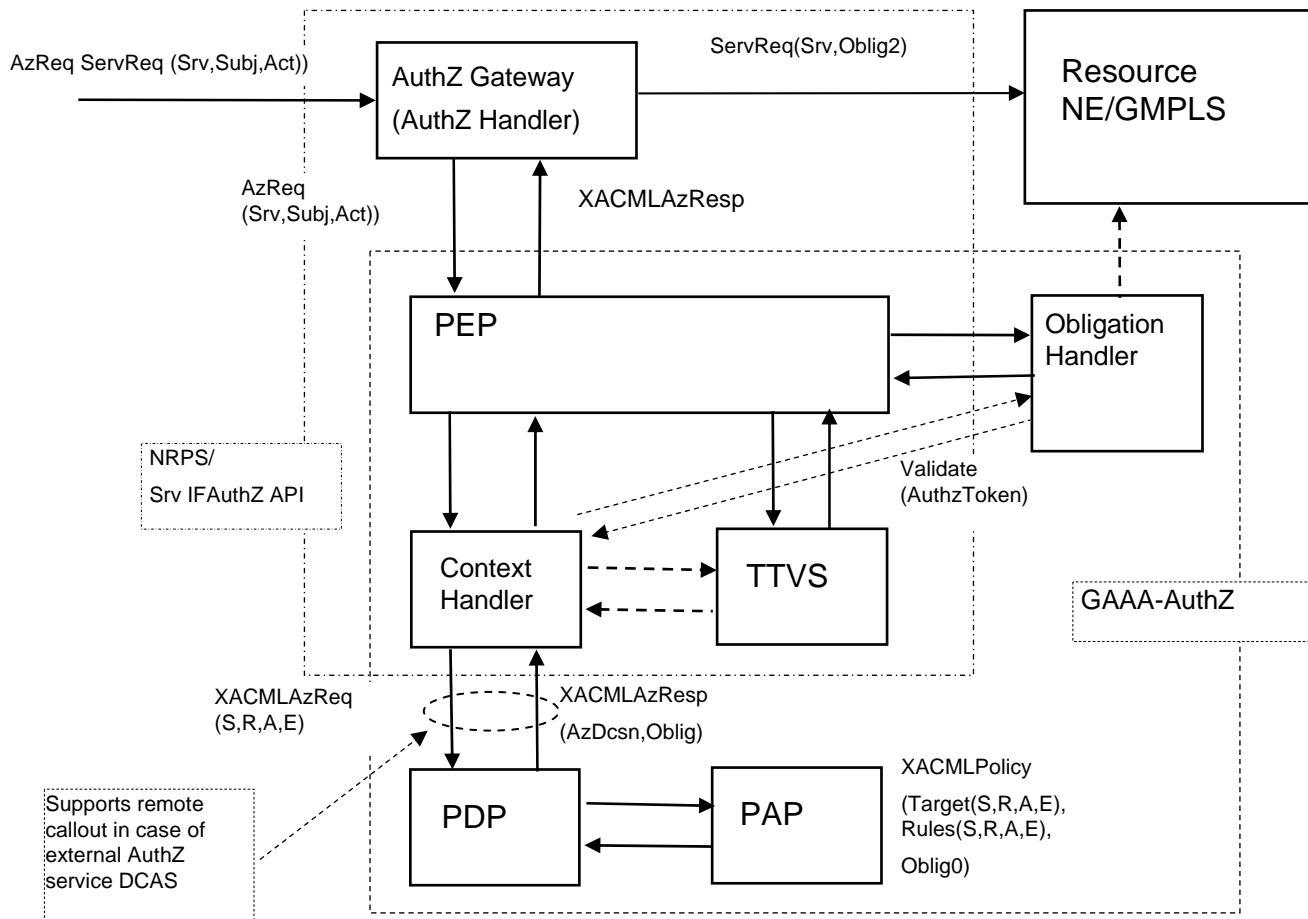 AzReq ServReq (Srv,Subj,Act))
AuthZ Gateway
(AuthZ Handler)
ServReq(Srv,Oblig2)
Resource
NE/GMPLS
AzReq
(Srv,Subj,Act))
XACMLAzResp
PEP
Obligation
Handler
NRPS/
Srv IFAuthZ API
Validate
(AuthzToken)
Context
Handler
TTVS
GAAA-AuthZ
XACMLAzReq
(S,R,A,E)
XACMLAzResp
(AzDcsn,Oblig)
Supports remote
callout in case of
external AuthZ
service DCAS
PDP
PAP
XACMLPolicy
(Target(S,R,A,E),
Rules(S,R,A,E),
Oblig0)